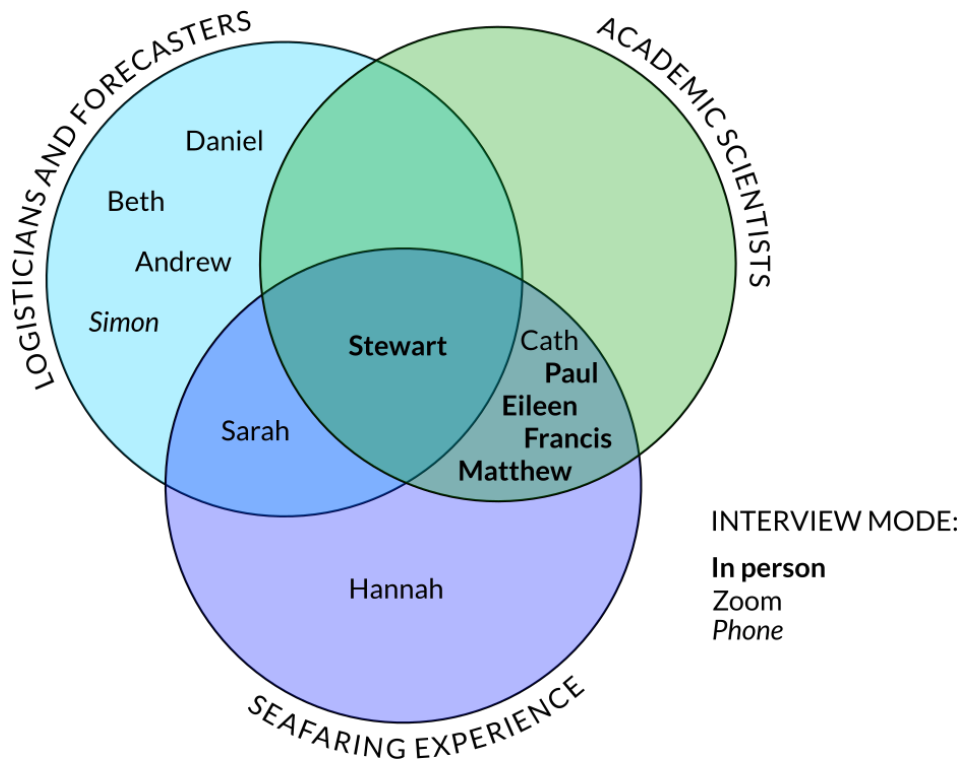 LOGISTICIANS AND FORECASTERS
ACADEMIC SCIENTISTS
Daniel
Beth
Andrew
Simon
Stewart
Cath
Paul
Eileen
Francis
Matthew
Sarah
Hannah
SEAFARING EXPERIENCE
INTERVIEW MODE:
In person
Zoom
Phone